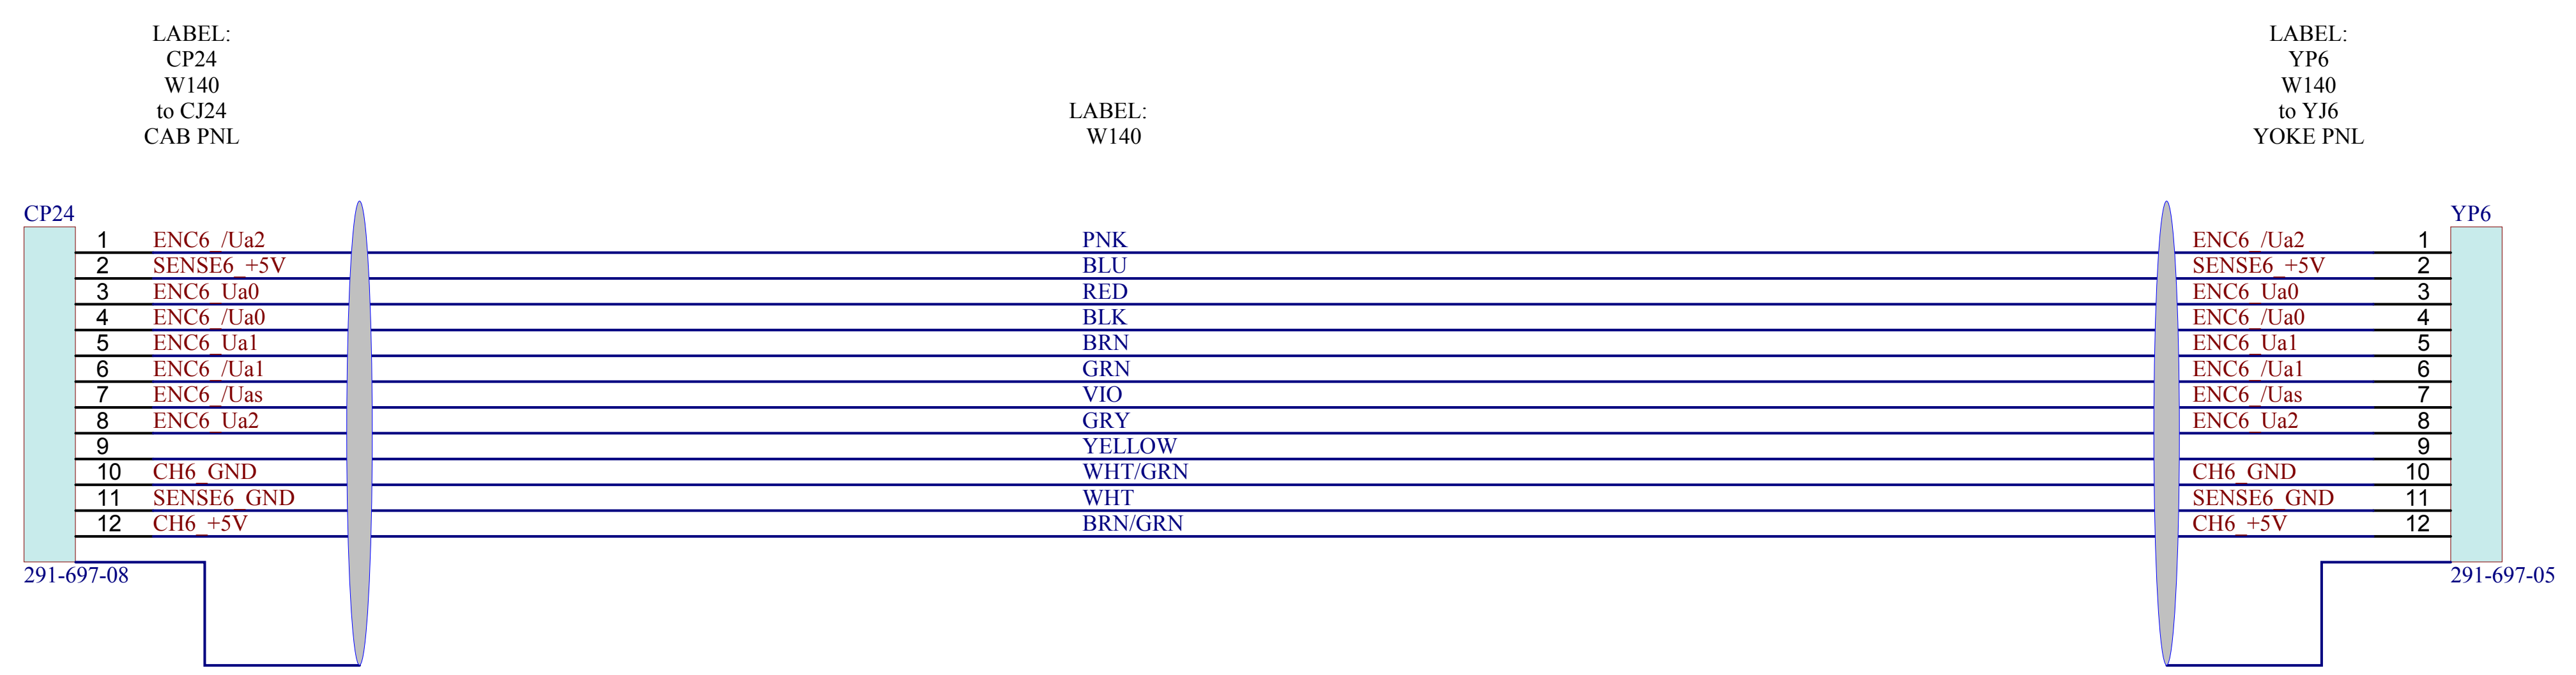 LABEL:
CP24
W140
to CJ24
CAB PNL
LABEL:
W140
LABEL:
YP6
W140
to YJ6
YOKE PNL
CP24
YP6
1 ENC6_/Ua2 PNK ENC6_/Ua2 1
2 SENSE6_+5V BLU SENSE6_+5V 2
3 ENC6_Ua0 RED ENC6_Ua0 3
4 ENC6_/Ua0 BLK ENC6_/Ua0 4
5 ENC6_Ua1 BRN ENC6_Ua1 5
6 ENC6_/Ua1 GRN ENC6_/Ua1 6
7 ENC6_/Uas VIO ENC6_/Uas 7
8 ENC6_Ua2 GRY ENC6_Ua2 8
9 YELLOW 9
10 CH6_GND WHT/GRN CH6_GND 10
11 SENSE6_GND WHT SENSE6_GND 11
12 CH6_+5V BRN/GRN CH6_+5V 12
291-697-08
291-697-05